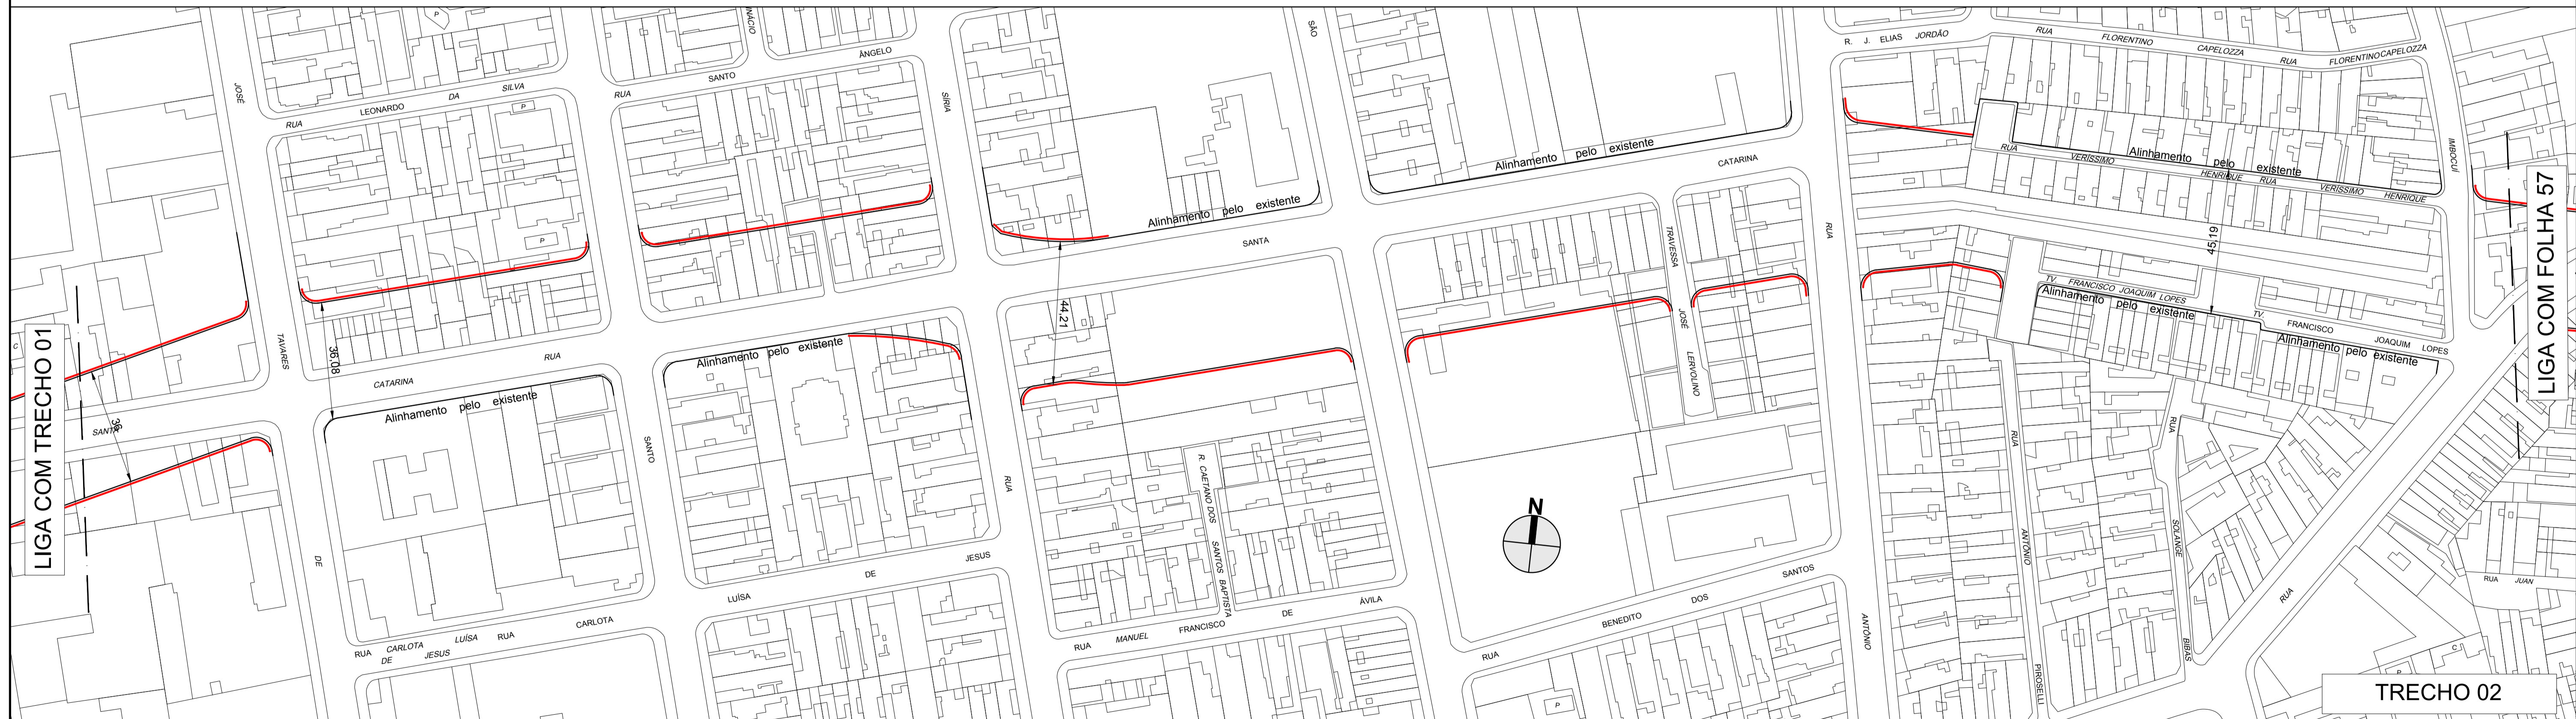 LIGA COM TRECHO 01
JOSÉ
TAVARES
DE
RUA
LEONARDO
DA
SILVA
P
P
P
C
36
SANTA
36.08
CATARINA
RUA
Alinhamento pelo existente
RUA
CARLOTA
DE
LUÍSA
JESUS
RUA
CARLOTA
RUA
SANTO
ÂNGELO
INÁCIO
SÍRIA
SANTO
Alinhamento pelo existente
LUÍSA
DE
JESUS
RUA
SÃO
Alinhamento pelo existente
SANTA
44,21
R. CAETANO DOS SANTOS BAPTISTA
RUA
MANUEL
FRANCISCO
DE
ÁVILA
Alinhamento pelo existente
CATARINA
TRAVESSA
JOSÉ
LERVOLINO
RUA
N
RUA
BENEDITO
DOS
SANTOS
P
ANTÔNIO
R. J. ELIAS JORDÃO
RUA
FLORENTINO
CAPELOZZA
RUA
FLORENTINO CAPELOZZA
RUA
VERÍSSIMO
HENRIQUE
RUA
VERÍSSIMO
HENRIQUE
Alinhamento pelo existente
IMBOCUÍ
45,19
TV.
FRANCISCO JOAQUIM LOPES
Alinhamento pelo existente
TV.
FRANCISCO
JOAQUIM LOPES
Alinhamento pelo existente
RUA
ANTÔNIO
PIROSELLI
RUA
SOLANGE
BIBAS
RUA
RUA JUAN
C
P
LIGA COM FOLHA 57
TRECHO 02